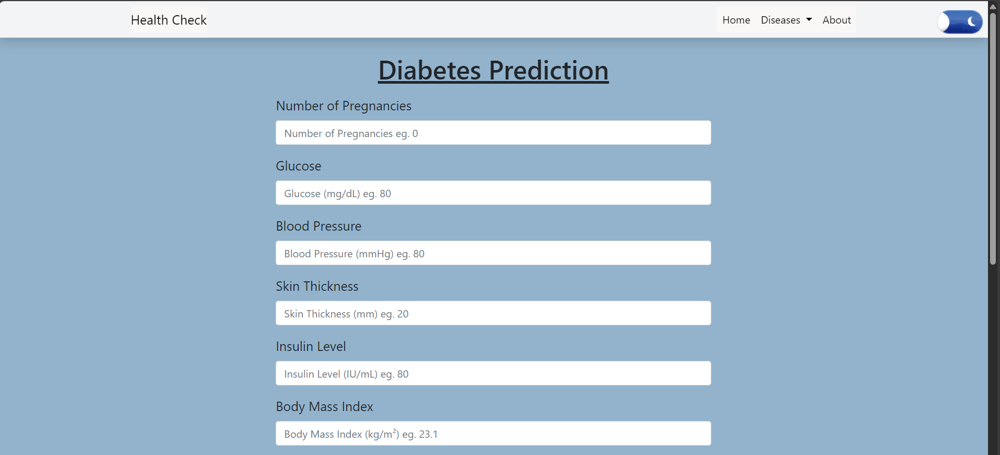 Health Check
Home Diseases About
Diabetes Prediction
Number of Pregnancies
Number of Pregnancies eg. 0
Glucose
Glucose (mg/dL) eg. 80
Blood Pressure
Blood Pressure (mmHg) eg. 80
Skin Thickness
Skin Thickness (mm) eg. 20
Insulin Level
Insulin Level (IU/mL) eg. 80
Body Mass Index
Body Mass Index (kg/m²) eg. 23.1